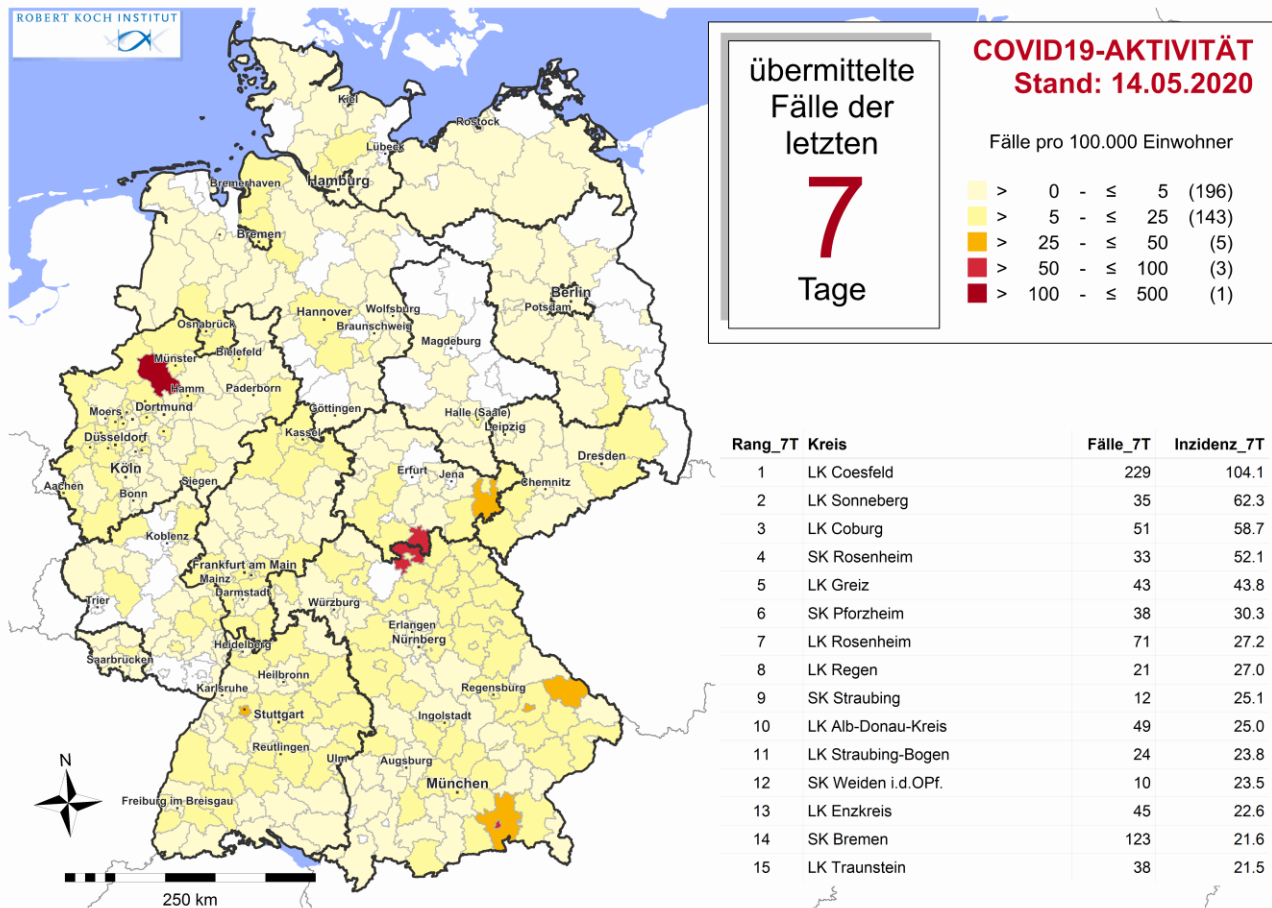 ROBERT KOCH INSTITUT
übermittelte
Fälle der
letzten
7
Tage
COVID19-AKTIVITÄT
Stand: 14.05.2020
Fälle pro 100.000 Einwohner
> 0 - ≤ 5 (196)
> 5 - ≤ 25 (143)
> 25 - ≤ 50 (5)
> 50 - ≤ 100 (3)
> 100 - ≤ 500 (1)
Kiel
Rostock
Lübeck
Bremerhaven
Hamburg
Bremen
Berlin
Potsdam
Hannover
Wolfsburg
Braunschweig
Osnabrück
Magdeburg
Münster
Bielefeld
Hamm
Paderborn
Göttingen
Moers
Dortmund
Halle (Saale)
Leipzig
Düsseldorf
Kassel
Dresden
Köln
Erfurt
Jena
Chemnitz
Aachen
Bonn
Siegen
Koblenz
Frankfurt am Main
Mainz
Darmstadt
Trier
Würzburg
Erlangen
Nürnberg
Heidelberg
Saarbrücken
Heilbronn
Karlsruhe
Regensburg
Stuttgart
Ingolstadt
Reutlingen
Ulm
Augsburg
München
Freiburg im Breisgau
N
250 km
Rang_7T Kreis Fälle_7T Inzidenz_7T
1 LK Coesfeld 229 104.1
2 LK Sonneberg 35 62.3
3 LK Coburg 51 58.7
4 SK Rosenheim 33 52.1
5 LK Greiz 43 43.8
6 SK Pforzheim 38 30.3
7 LK Rosenheim 71 27.2
8 LK Regen 21 27.0
9 SK Straubing 12 25.1
10 LK Alb-Donau-Kreis 49 25.0
11 LK Straubing-Bogen 24 23.8
12 SK Weiden i.d.OPf. 10 23.5
13 LK Enzkreis 45 22.6
14 SK Bremen 123 21.6
15 LK Traunstein 38 21.5